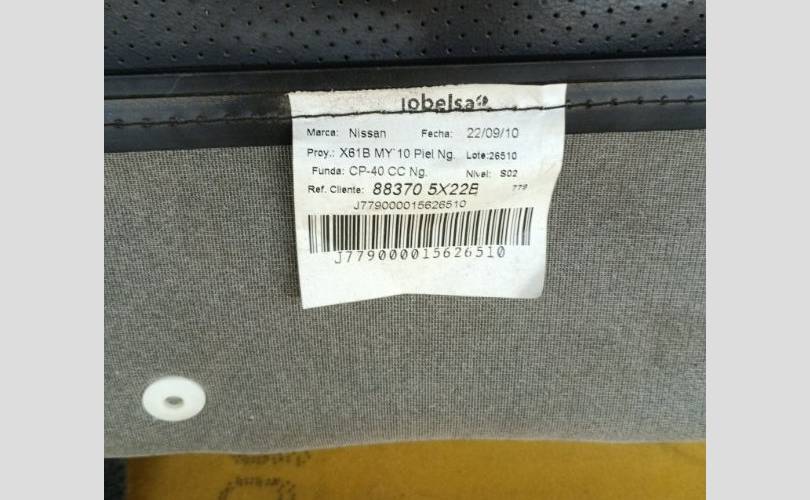 lobelsa
Marca: Nissan Fecha: 22/09/10
Proy.: X61B MY¨10 Piel Ng. Lote:26510
Funda: CP-40 CC Ng. Nivel: S02
Ref. Cliente: 88370 5X22B 779
J779000015626510
J779000015626510